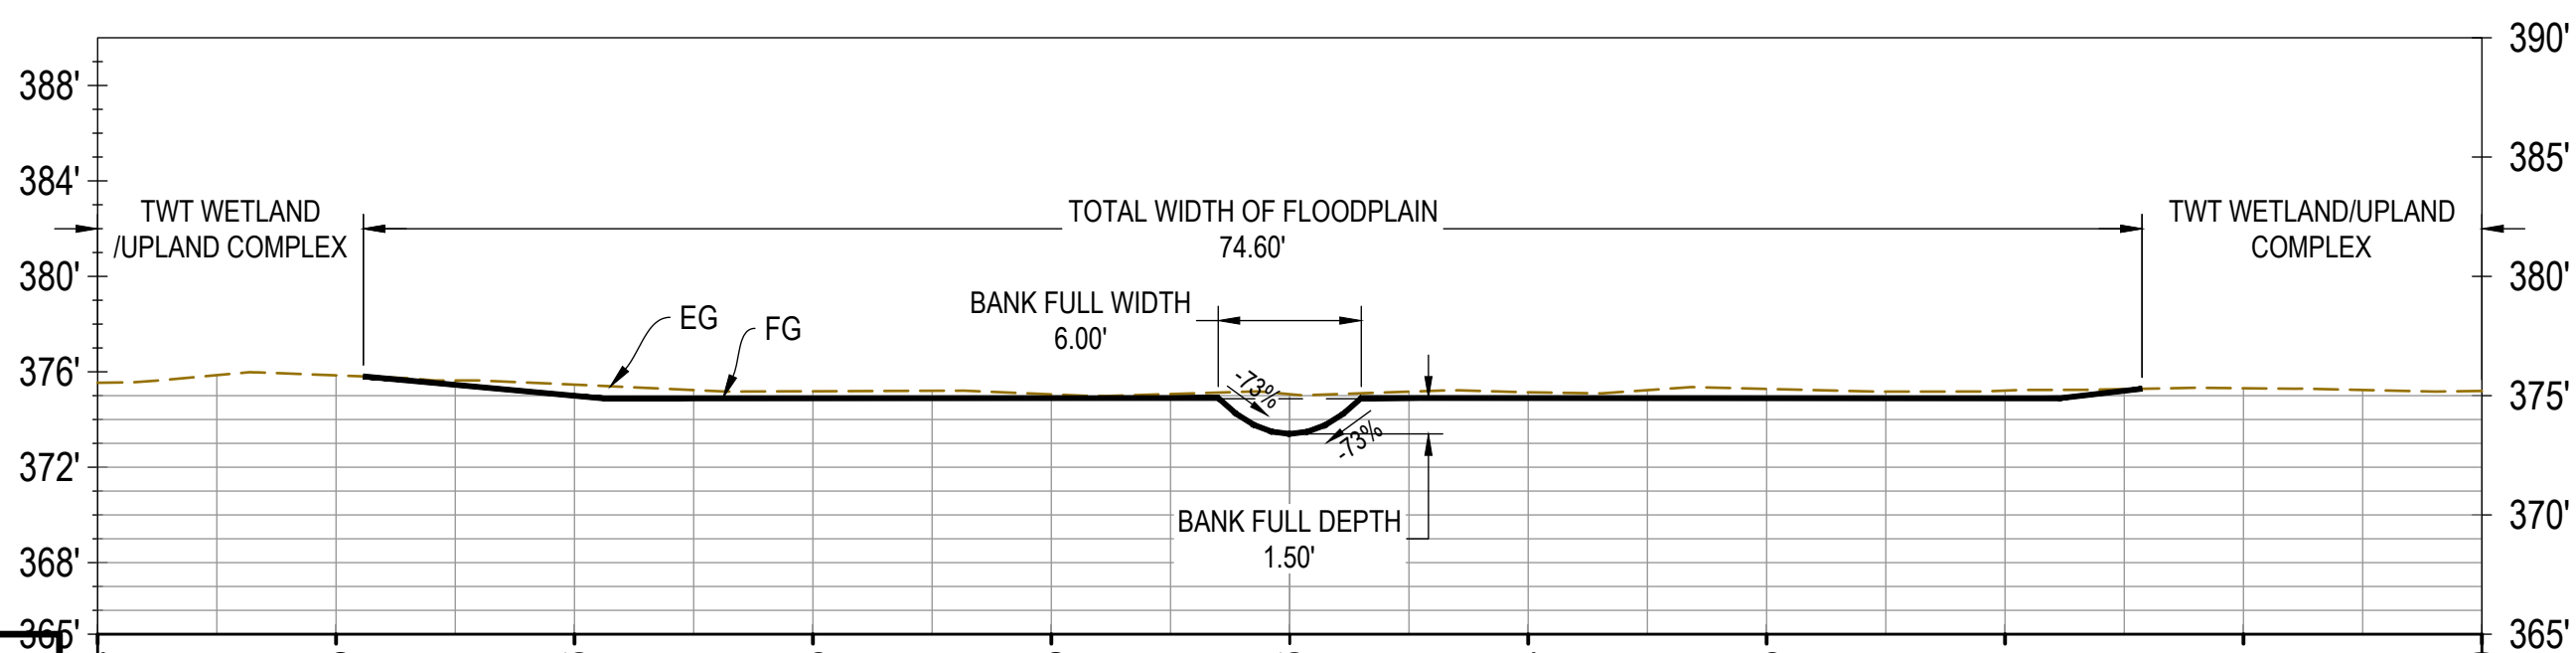 390'
388'
385'
384'
TWT WETLAND
/UPLAND COMPLEX
TOTAL WIDTH OF FLOODPLAIN
74.60'
TWT WETLAND/UPLAND
COMPLEX
380'
380'
BANK FULL WIDTH
6.00'
EG
FG
376'
375'
-73%
-73%
372'
BANK FULL DEPTH
1.50'
370'
368'
365'
365'